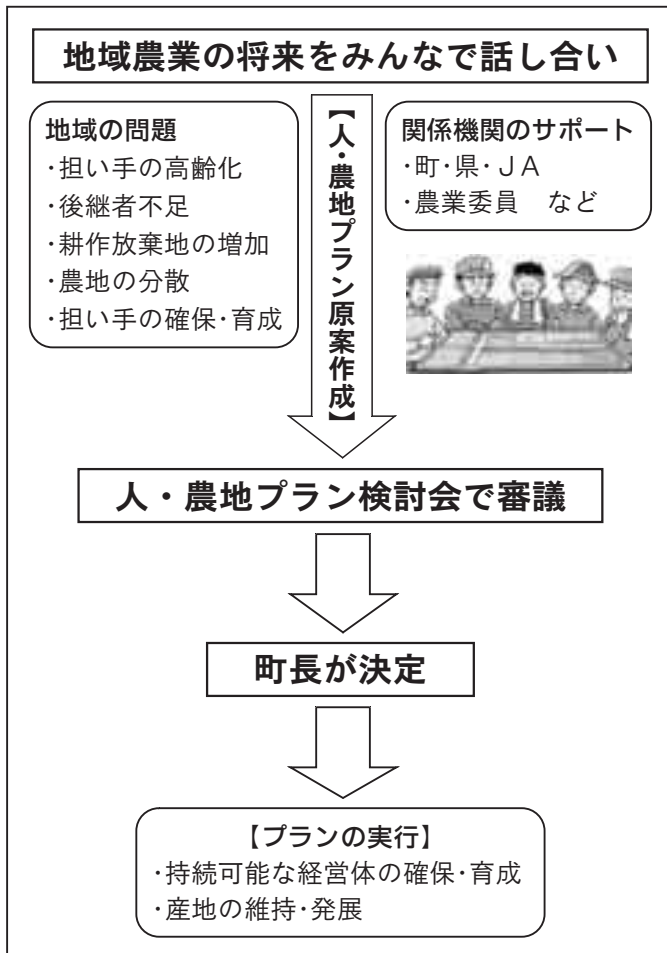 地域農業の将来をみんなで話し合い
地域の問題
・担い手の高齢化
・後継者不足
・耕作放棄地の増加
・農地の分散
・担い手の確保・育成
【人・農地プラン原案作成】
関係機関のサポート
・町・県・ＪＡ
・農業委員　など
人・農地プラン検討会で審議
町長が決定
【プランの実行】
・持続可能な経営体の確保・育成
・産地の維持・発展